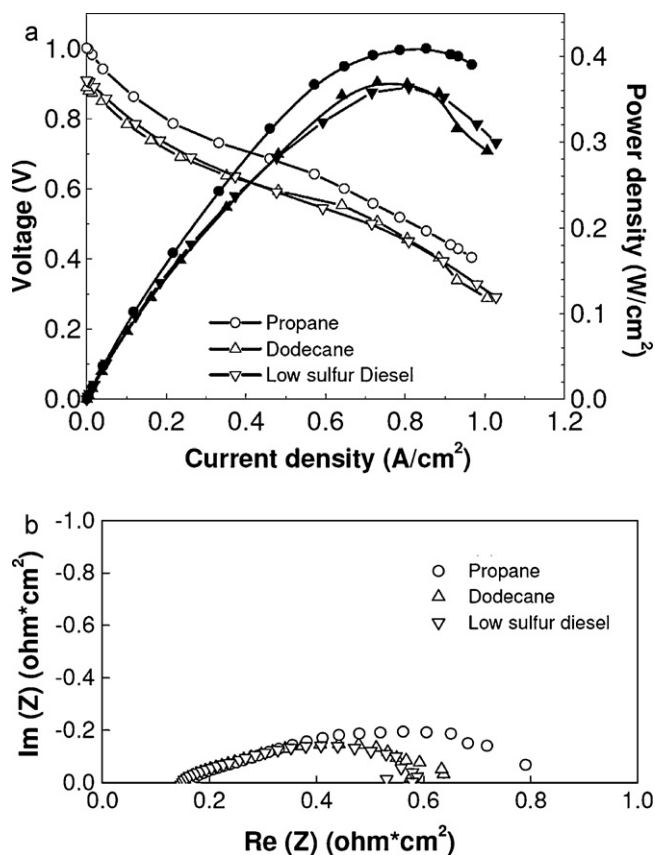 a
Voltage (V)
1.0
0.8
0.6
0.4
0.2
0.0
Power density (W/cm²)
0.4
0.3
0.2
0.1
0.0
Propane
Dodecane
Low sulfur Diesel
0.0 0.2 0.4 0.6 0.8 1.0 1.2
Current density (A/cm²)
b
Im (Z) (ohm*cm²)
-1.0
-0.8
-0.6
-0.4
-0.2
0.0
Propane
Dodecane
Low sulfur diesel
0.0 0.2 0.4 0.6 0.8 1.0
Re (Z) (ohm*cm²)